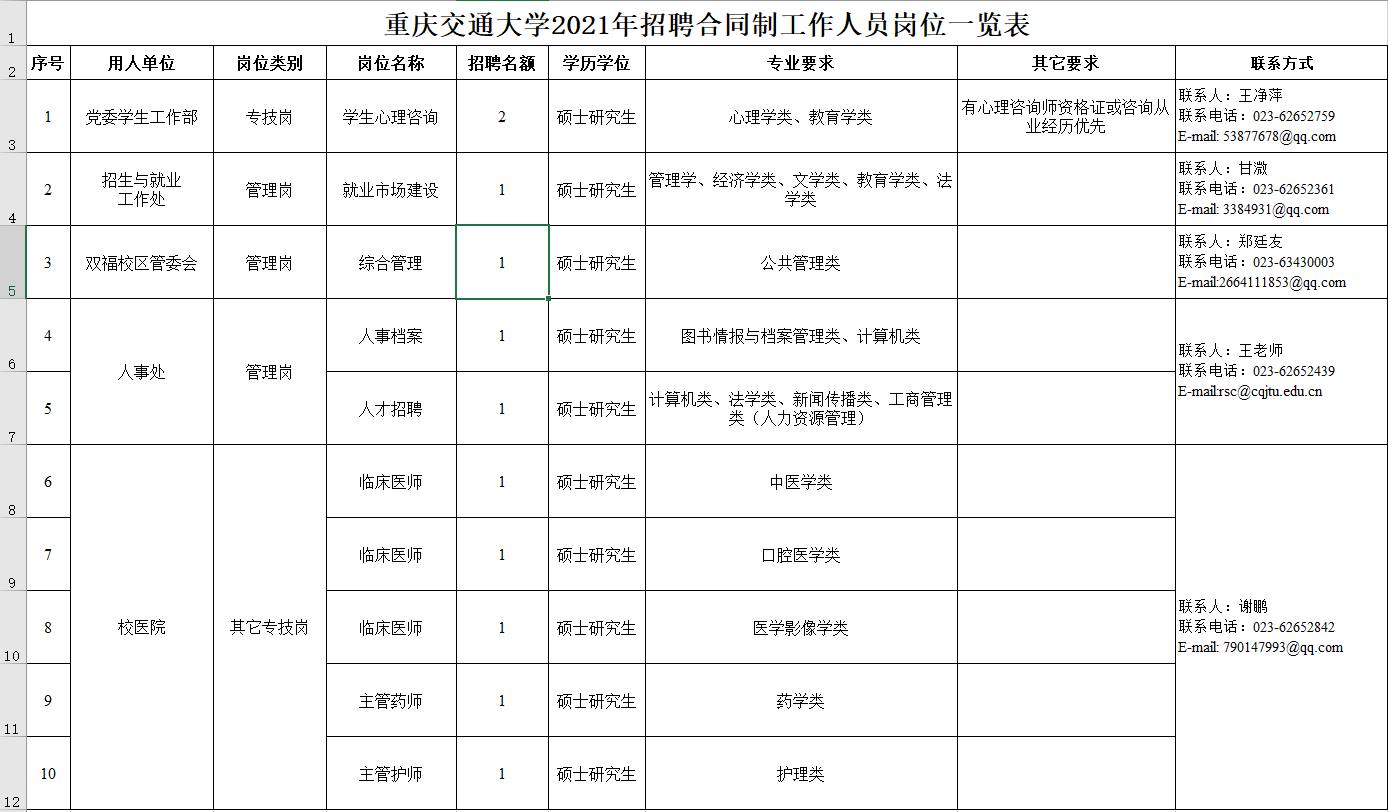 重庆交通大学2021年招聘合同制工作人员岗位一览表
1
序号 用人单位 岗位类别 岗位名称 招聘名额 学历学位 专业要求 其它要求 联系方式
2
1 党委学生工作部 专技岗 学生心理咨询 2 硕士研究生 心理学类、教育学类
有心理咨询师资格证或咨询从
业经历优先
联系人：王净萍
联系电话：023-62652759
E-mail: 53877678@qq.com
3
2
招生与就业
工作处
管理岗 就业市场建设 1 硕士研究生
管理学、经济学类、文学类、教育学类、法
学类
联系人：甘溦
联系电话：023-62652361
E-mail: 3384931@qq.com
4
3 双福校区管委会 管理岗 综合管理 1 硕士研究生 公共管理类
联系人：郑廷友
联系电话：023-63430003
E-mail:2664111853@qq.com
5
4 人事处 管理岗 人事档案 1 硕士研究生 图书情报与档案管理类、计算机类
联系人：王老师
联系电话：023-62652439
E-mail:rsc@cqjtu.edu.cn
6
5 人才招聘 1 硕士研究生
计算机类、法学类、新闻传播类、工商管理
类（人力资源管理）
7
6 临床医师 1 硕士研究生 中医学类
8
7 临床医师 1 硕士研究生 口腔医学类
9
8 校医院 其它专技岗 临床医师 1 硕士研究生 医学影像学类
联系人：谢鹏
联系电话：023-62652842
E-mail: 790147993@qq.com
10
9 主管药师 1 硕士研究生 药学类
11
10 主管护师 1 硕士研究生 护理类
12